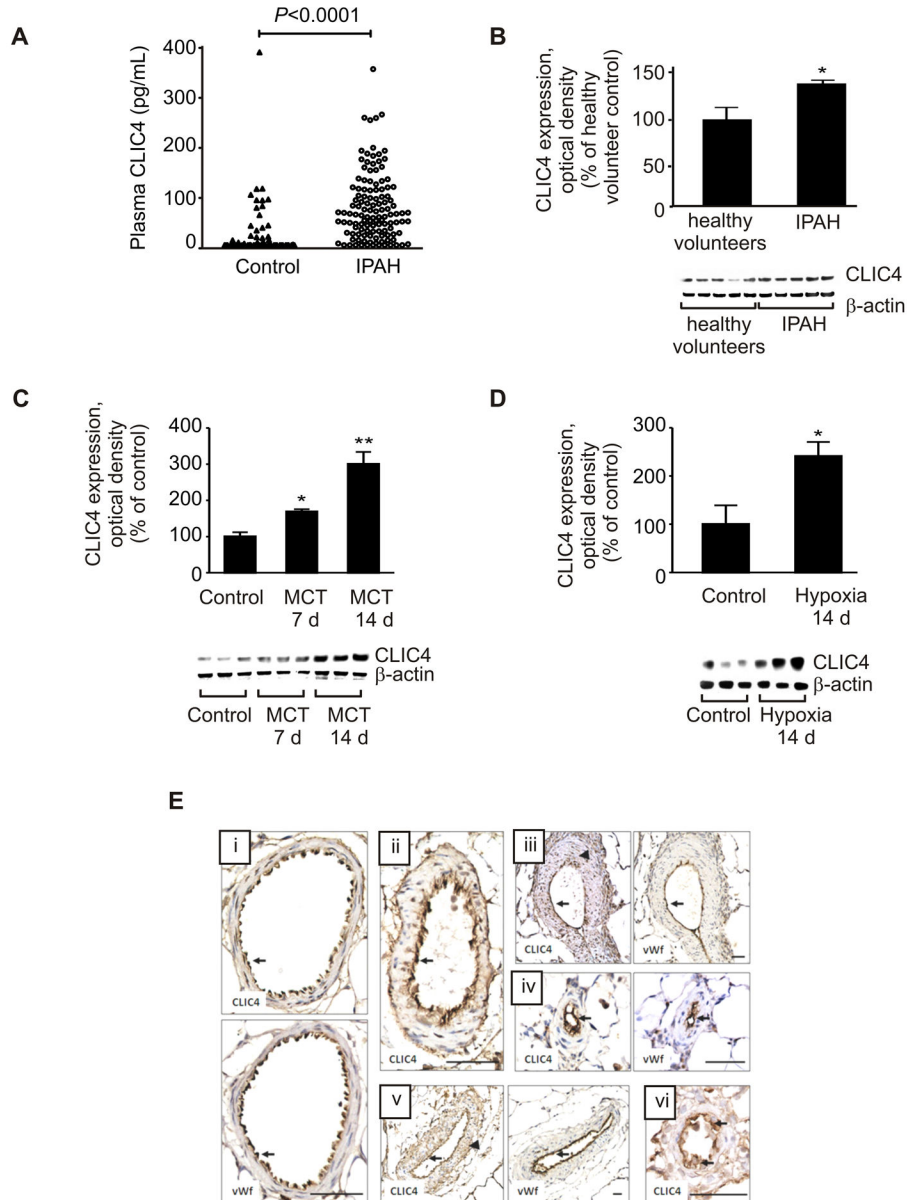 A
P<0.0001
Plasma CLIC4 (pg/mL)
400
300
200
100
0
Control
IPAH
B
CLIC4 expression,
optical density
(% of healthy
volunteer control)
150
100
50
0
*
healthy
volunteers
IPAH
CLIC4
β-actin
healthy
volunteers
IPAH
C
CLIC4 expression,
optical density
(% of control)
400
300
200
100
0
*
**
Control
MCT
7 d
MCT
14 d
CLIC4
β-actin
Control
MCT
7 d
MCT
14 d
D
CLIC4 expression,
optical density
(% of control)
300
200
100
0
*
Control
Hypoxia
14 d
CLIC4
β-actin
Control
Hypoxia
14 d
E
i
CLIC4
vWf
ii
CLIC4
iii
CLIC4
vWf
iv
CLIC4
vWf
v
CLIC4
vWf
vi
CLIC4